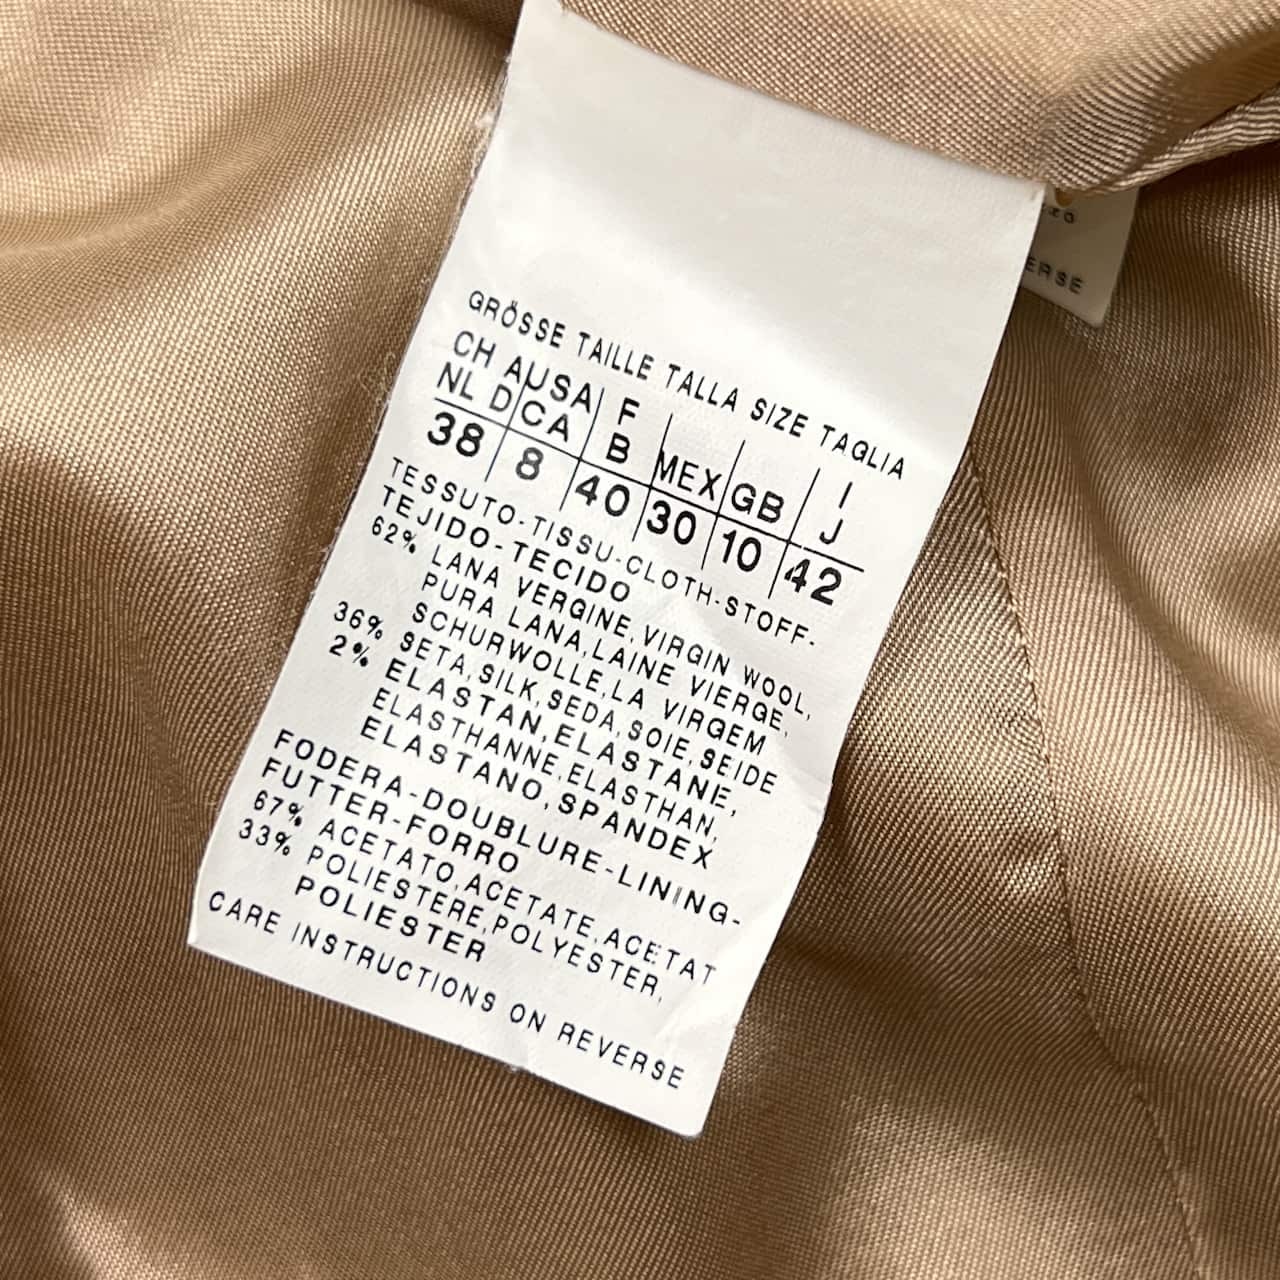 GRÖSSE TAILLE TALLA SIZE TAGLIA
CH A USA F I
NL D CA B MEX GB J
38 8 40 30 10 42
TESSUTO-TISSU-CLOTH-STOFF-
TEJIDO-TECIDO
62% LANA VERGINE,VIRGIN WOOL,
PURA LANA,LAINE VIERGE,
SCHURWOLLE,LA VIRGEM
36% SETA,SILK,SEDA,SOIE,SEIDE
2% ELASTAN,ELASTANE,
ELASTHANNE,ELASTHAN,
ELASTANO,SPANDEX
FODERA-DOUBLURE-LINING-
FUTTER-FORRO
67% ACETATO,ACETATE,ACETAT
33% POLIESTERE,POLYESTER,
POLIESTER
CARE INSTRUCTIONS ON REVERSE
ERSE